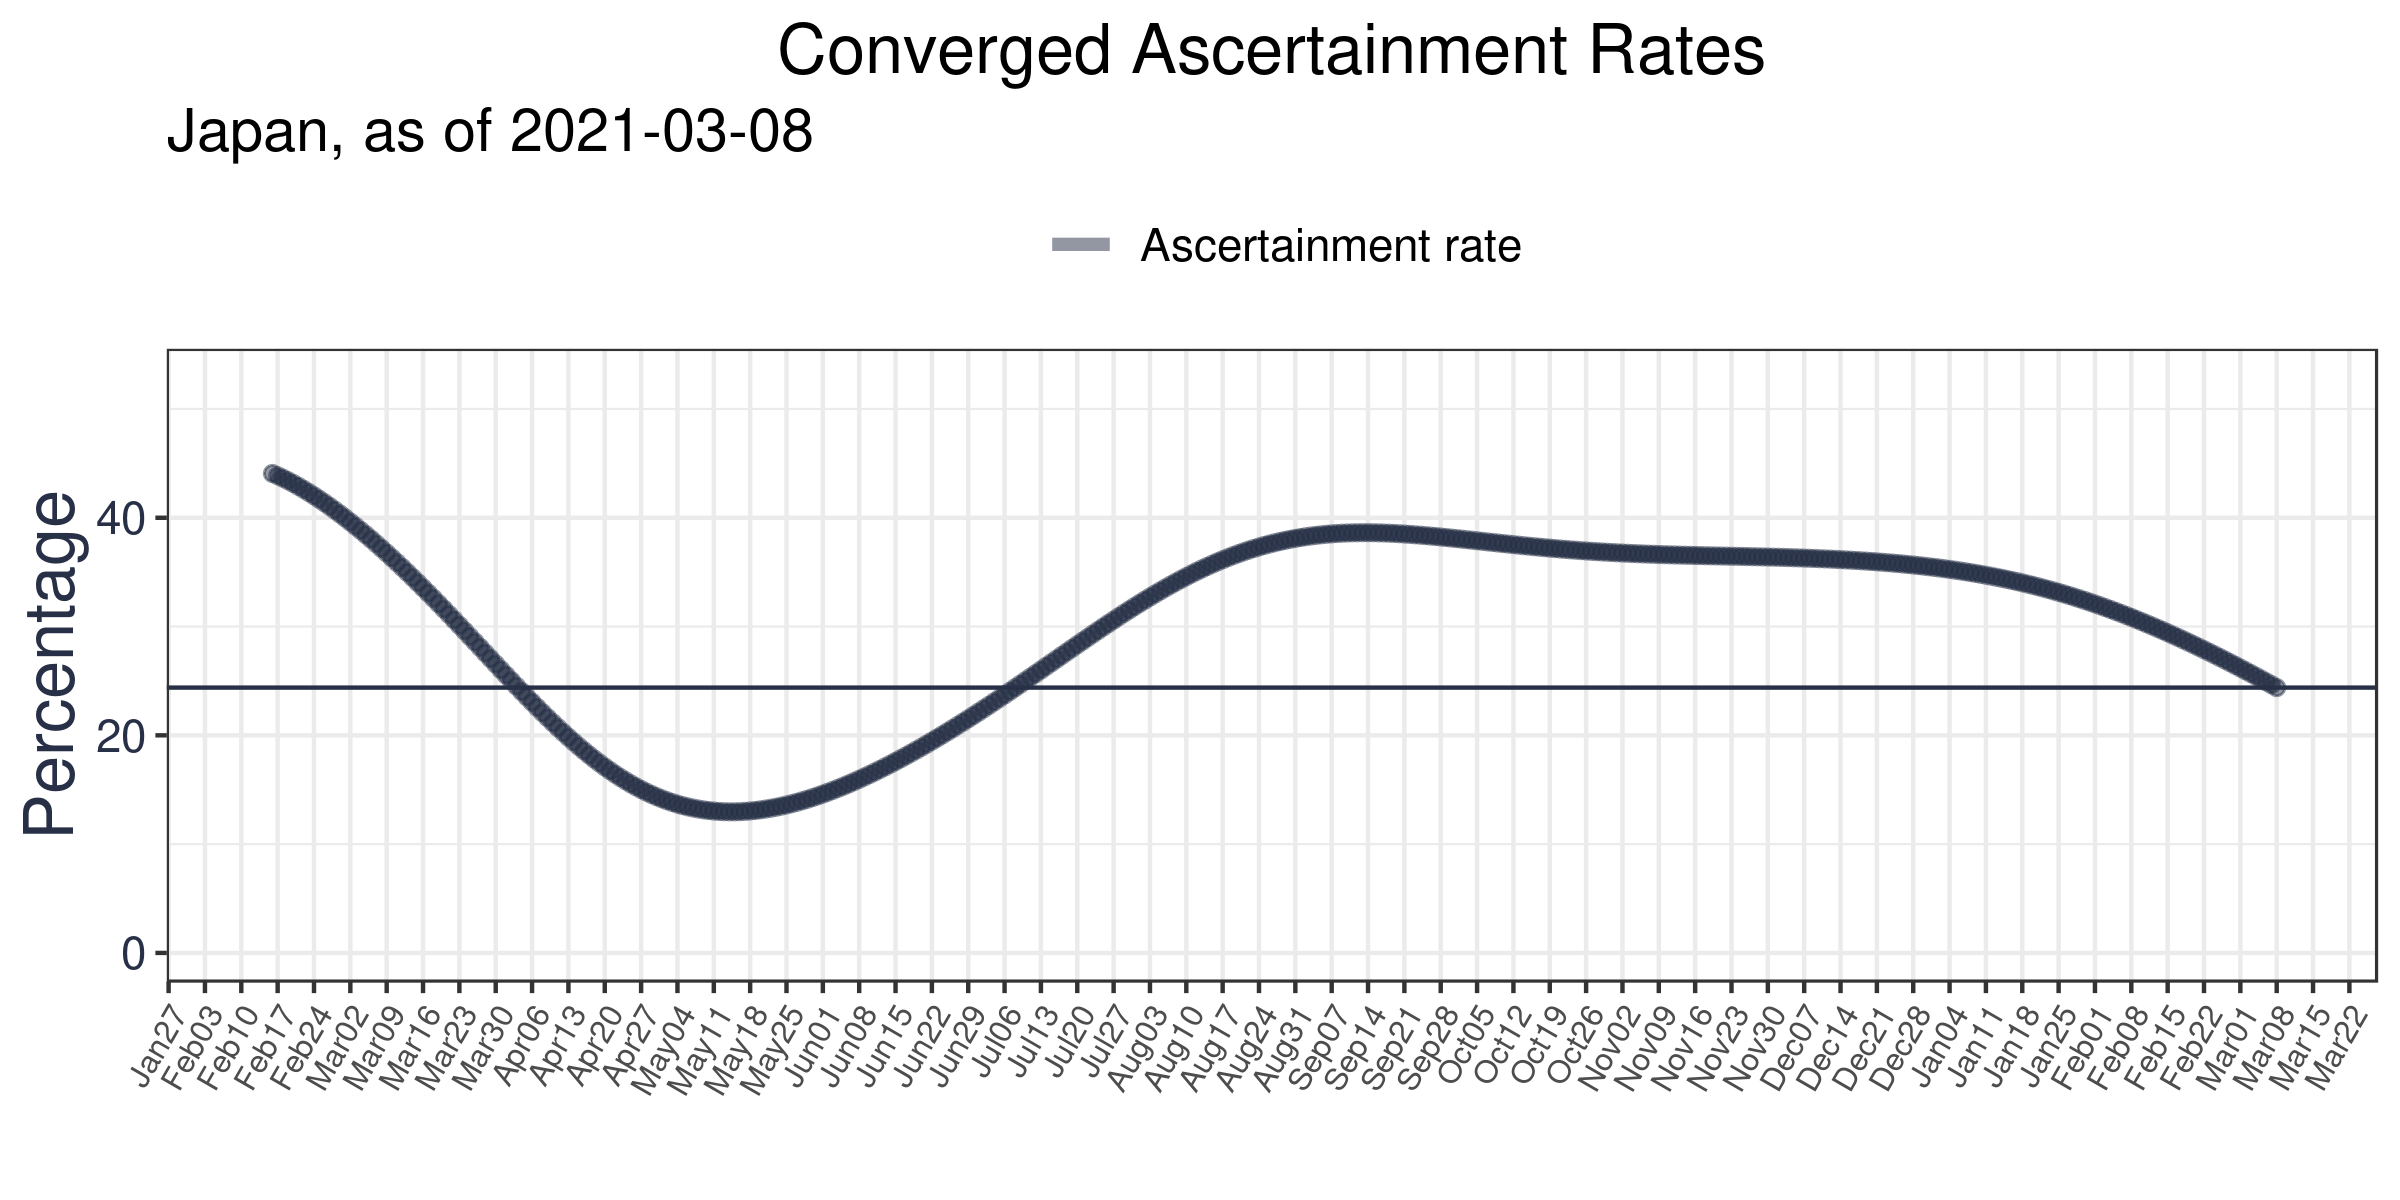 Converged Ascertainment Rates
Japan, as of 2021-03-08
Ascertainment rate
Percentage
40
20
0
Jan27 Feb03 Feb10 Feb17 Feb24 Mar02 Mar09 Mar16 Mar23 Mar30 Apr06 Apr13 Apr20 Apr27 May04 May11 May18 May25 Jun01 Jun08 Jun15 Jun22 Jun29 Jul06 Jul13 Jul20 Jul27 Aug03 Aug10 Aug17 Aug24 Aug31 Sep07 Sep14 Sep21 Sep28 Oct05 Oct12 Oct19 Oct26 Nov02 Nov09 Nov16 Nov23 Nov30 Dec07 Dec14 Dec21 Dec28 Jan04 Jan11 Jan18 Jan25 Feb01 Feb08 Feb15 Feb22 Mar01 Mar08 Mar15 Mar22